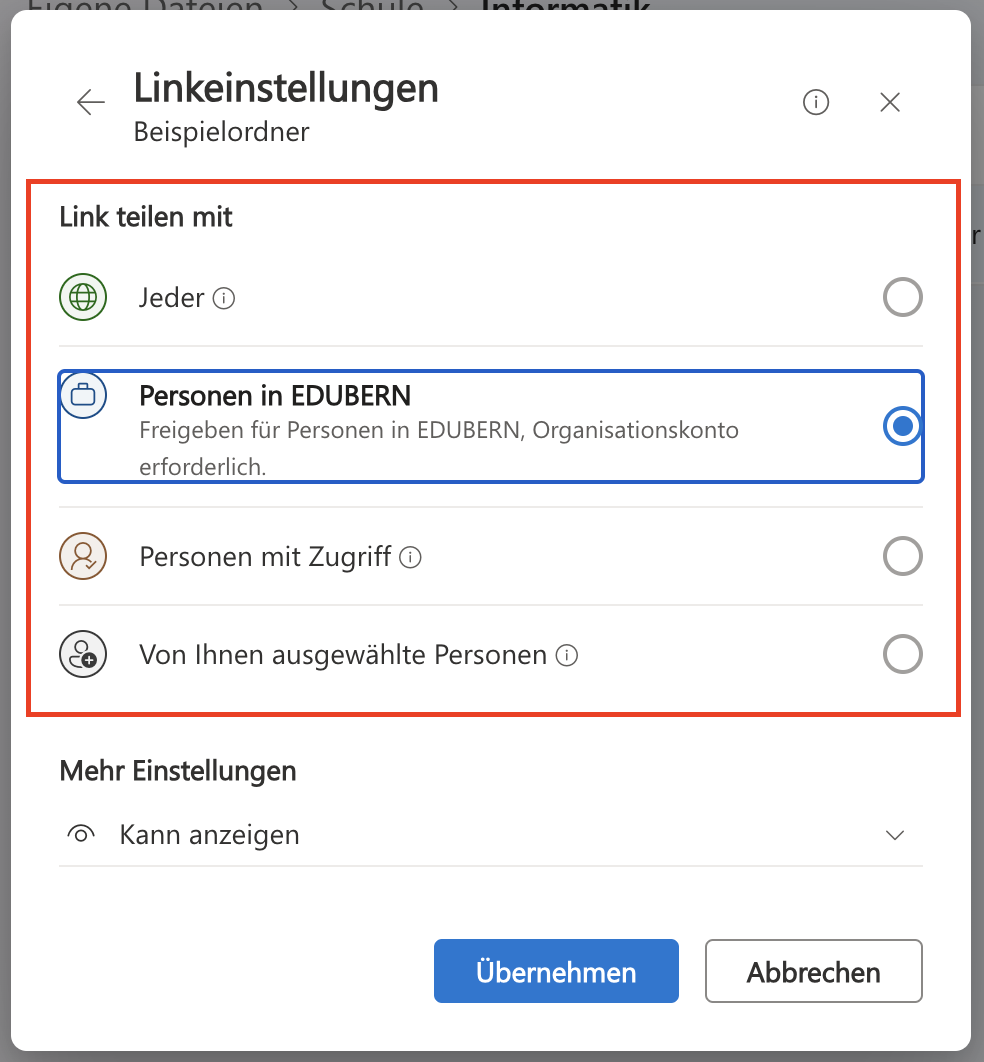 Eigene Dateien > Schule > Informatik
Linkeinstellungen
Beispielordner
Link teilen mit
Jeder
Personen in EDUBERN
Freigeben für Personen in EDUBERN, Organisationskonto
erforderlich.
Personen mit Zugriff
Von Ihnen ausgewählte Personen
Mehr Einstellungen
Kann anzeigen
Übernehmen
Abbrechen